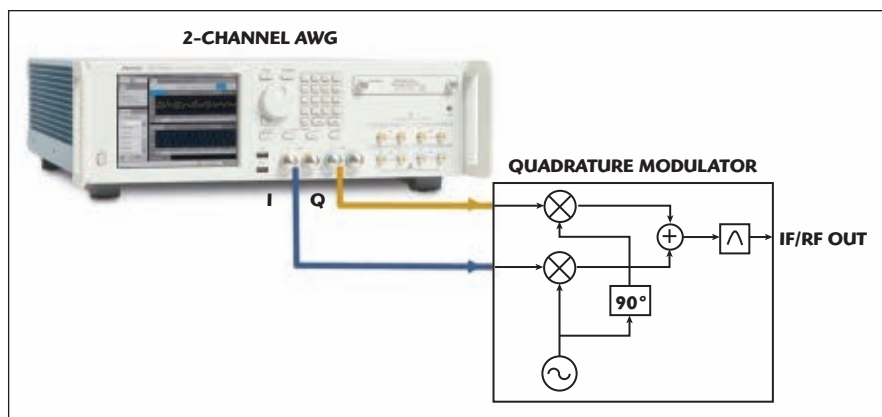 2-CHANNEL AWG
I Q
QUADRATURE MODULATOR
IF/RF OUT
90°